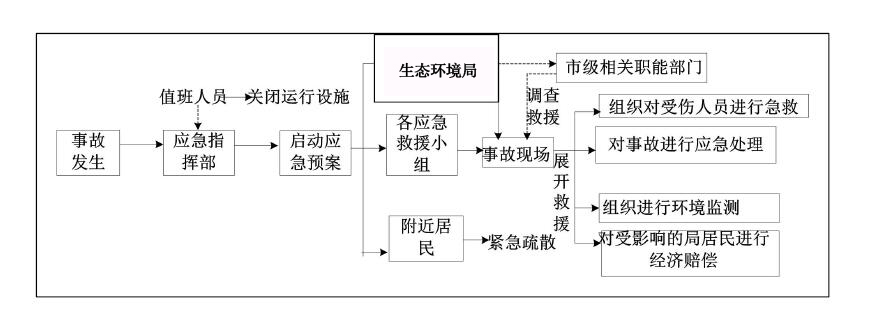 生态环境局
市级相关职能部门
值班人员
关闭运行设施
调查
救援
组织对受伤人员进行急救
事故
发生
应急指
挥部
启动应
急预案
各应急
救援小
组
事故现场
对事故进行应急处理
展
开
救
援
组织进行环境监测
附近居
民
紧急疏散
对受影响的局居民进行
经济赔偿